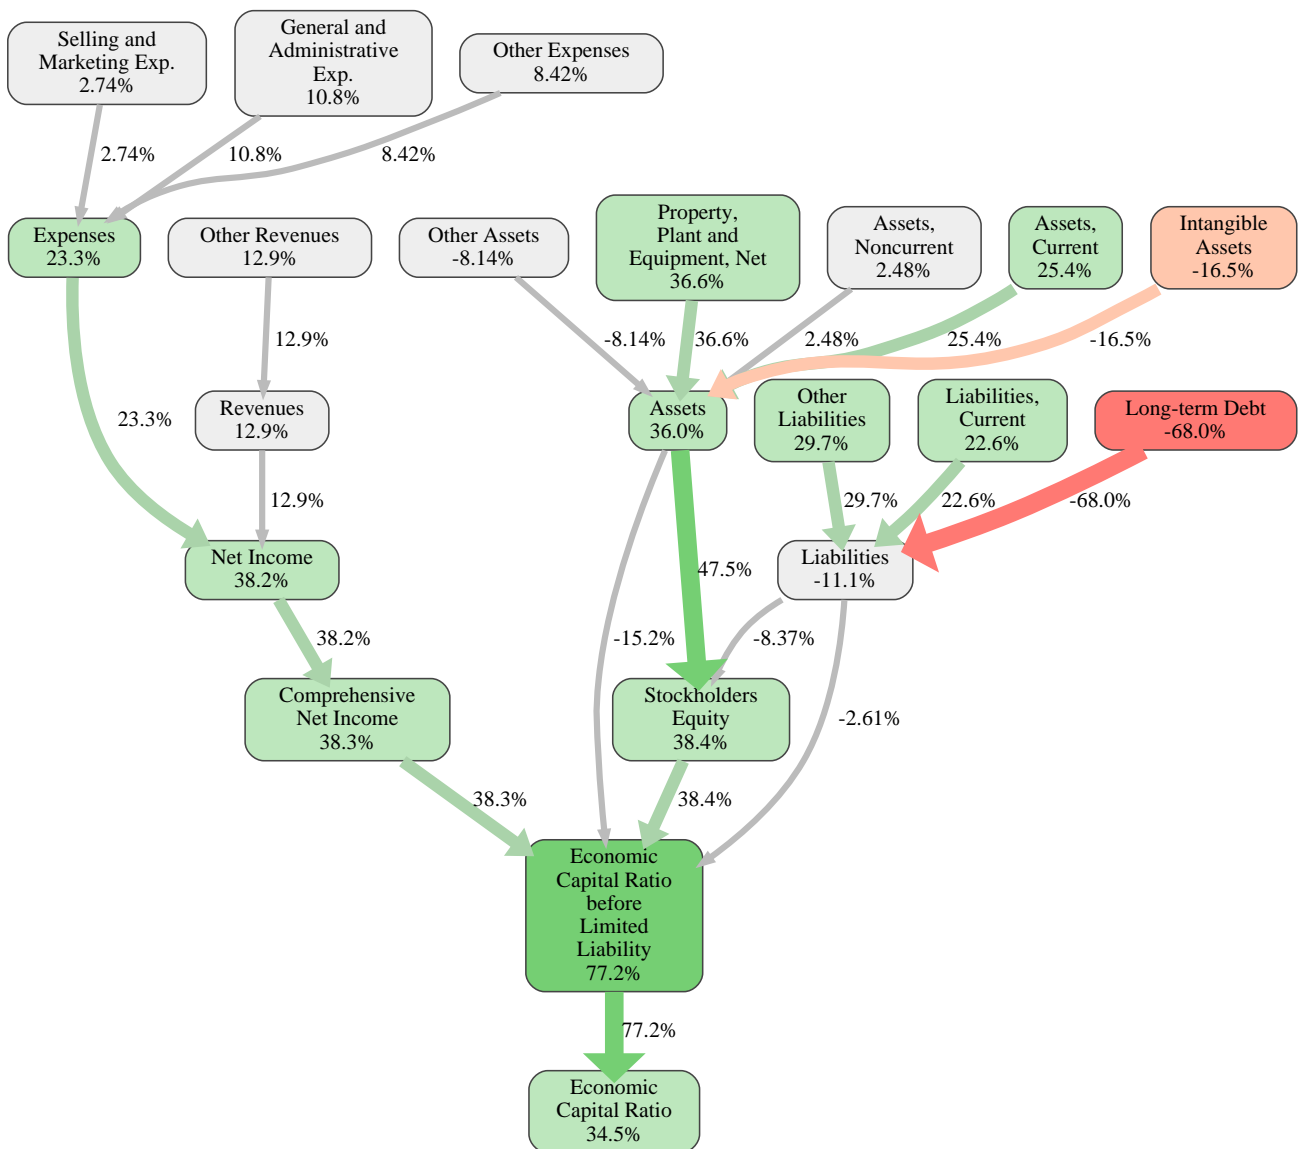 Selling and
Marketing Exp.
2.74%
General and
Administrative
Exp.
10.8%
Other Expenses
8.42%
2.74%
10.8%
8.42%
Expenses
23.3%
Other Revenues
12.9%
Other Assets
-8.14%
Property,
Plant and
Equipment, Net
36.6%
Assets,
Noncurrent
2.48%
Assets,
Current
25.4%
Intangible
Assets
-16.5%
12.9%
-8.14%
36.6%
2.48%
25.4%
-16.5%
23.3%
Revenues
12.9%
Assets
36.0%
Other
Liabilities
29.7%
Liabilities,
Current
22.6%
Long-term Debt
-68.0%
12.9%
29.7%
22.6%
-68.0%
Net Income
38.2%
47.5%
Liabilities
-11.1%
38.2%
-15.2%
-8.37%
Comprehensive
Net Income
38.3%
Stockholders
Equity
38.4%
-2.61%
38.3%
38.4%
Economic
Capital Ratio
before
Limited
Liability
77.2%
77.2%
Economic
Capital Ratio
34.5%